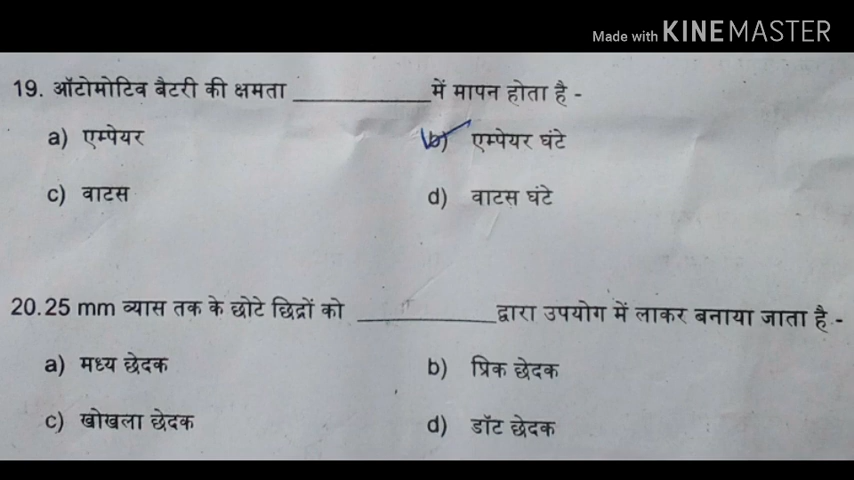 Made with KINEMASTER
19. ऑटोमोटिव बैटरी की क्षमता ____________ में मापन होता है -
a) एम्पेयर b) एम्पेयर घंटे
c) वाटस d) वाटस घंटे
20.25 mm व्यास तक के छोटे छिद्रों को ____________ द्वारा उपयोग में लाकर बनाया जाता है -
a) मध्य छेदक b) प्रिक छेदक
c) खोखला छेदक d) डॉट छेदक